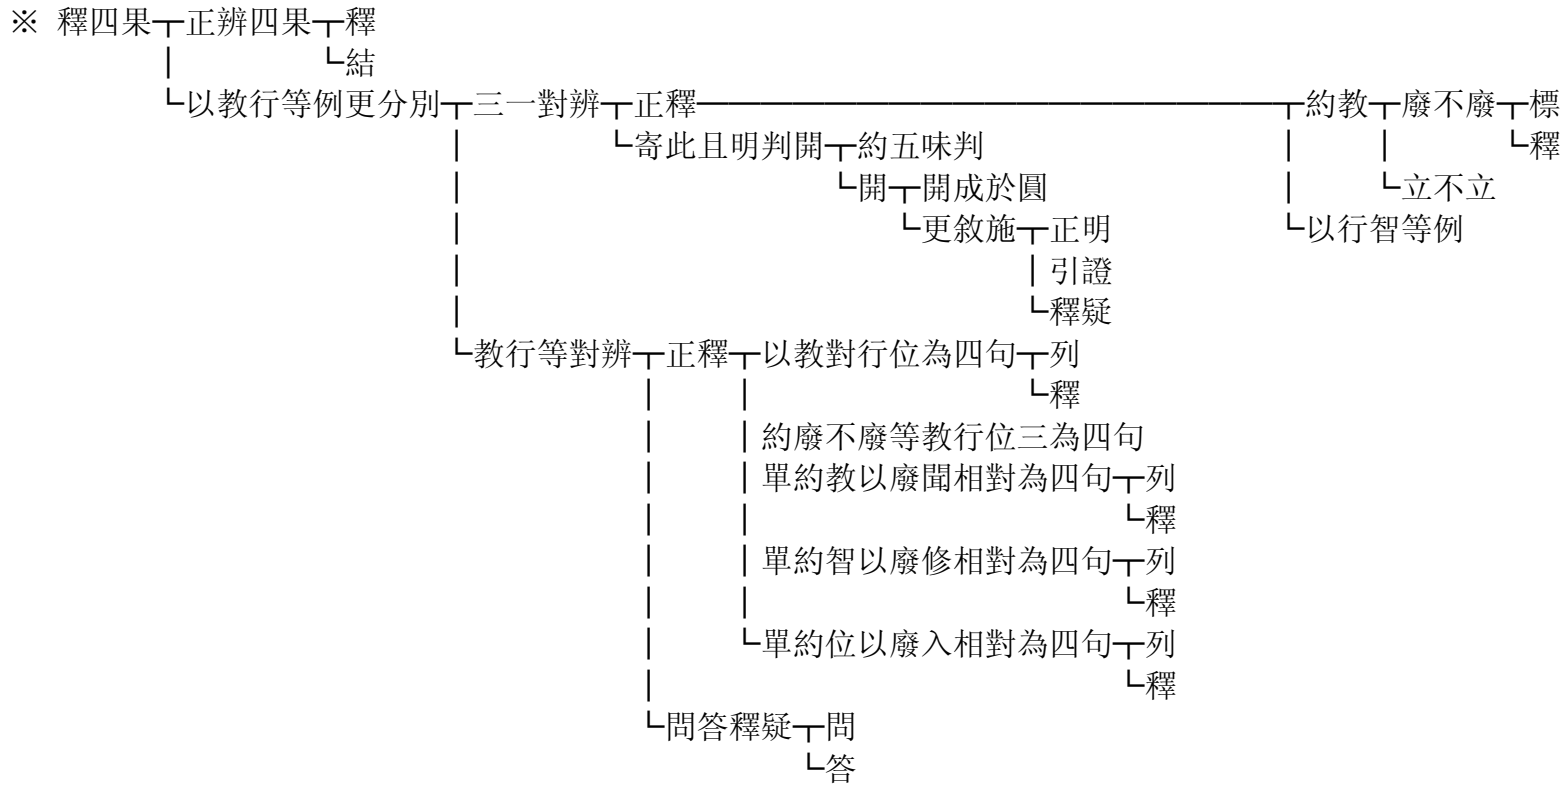 ※ 釋四果┬正辨四果┬釋
│ └結
└以教行等例更分別┬三一對辨┬正釋───────────────────┬約教┬廢不廢┬標
│ └寄此且明判開┬約五味判 │ │ └釋
│ └開┬開成於圓 │ └立不立
│ └更敘施┬正明 └以行智等例
│ │引證
│ └釋疑
└教行等對辨┬正釋┬以教對行位為四句┬列
│ │ └釋
│ │約廢不廢等教行位三為四句
│ │單約教以廢聞相對為四句┬列
│ │ └釋
│ │單約智以廢修相對為四句┬列
│ │ └釋
│ └單約位以廢入相對為四句┬列
│ └釋
└問答釋疑┬問
└答